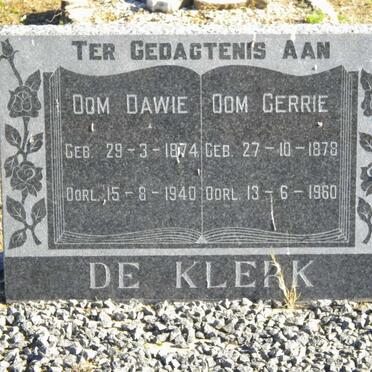 TER GEDAGTENIS AAN
OOM DAWIE
GEB. 29-3-1874
OORL. 15-8-1940
OOM GERRIE
GEB. 27-10-1878
OORL. 13-6-1960
DE KLERK